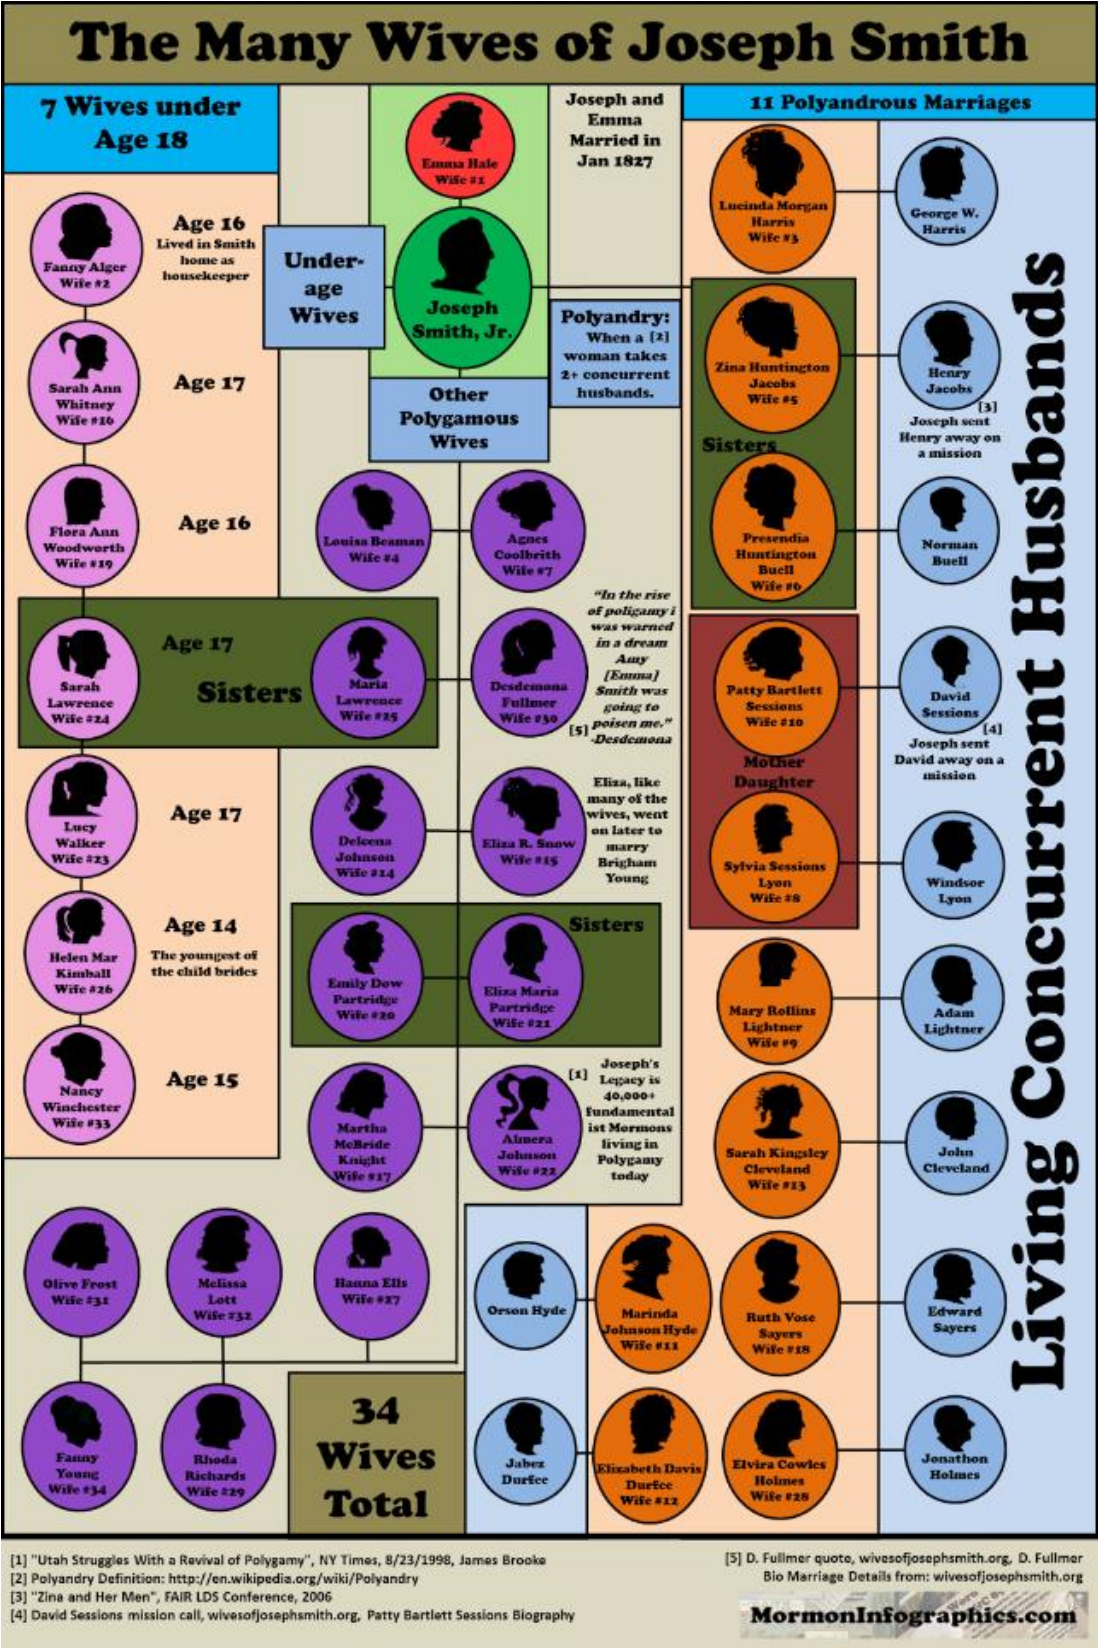 The Many Wives of Joseph Smith
7 Wives under
Age 18
Fanny Alger
Wife #2
Age 16
Lived in Smith
home as
housekeeper
Sarah Ann
Whitney
Wife #16
Age 17
Flora Ann
Woodworth
Wife #19
Age 16
Sarah
Lawrence
Wife #24
Age 17
Sisters
Maria
Lawrence
Wife #25
Lucy
Walker
Wife #23
Age 17
Helen Mar
Kimball
Wife #26
Age 14
The youngest of
the child brides
Nancy
Winchester
Wife #33
Age 15
Emma Hale
Wife #1
Joseph and
Emma
Married in
Jan 1827
Under-
age
Wives
Joseph
Smith, Jr.
Polyandry:
When a [2]
woman takes
2+ concurrent
husbands.
Other
Polygamous
Wives
Louisa Beaman
Wife #4
Agnes
Coolbrith
Wife #7
Desdemona
Fullmer
Wife #30
"In the rise
of poligamy i
was warned
in a dream
Amy
[Emma]
Smith was
going to
poisen me."
-Desdemona
[5]
Delcena
Johnson
Wife #14
Eliza R. Snow
Wife #15
Eliza, like
many of the
wives, went
on later to
marry
Brigham
Young
Sisters
Emily Dow
Partridge
Wife #20
Eliza Maria
Partridge
Wife #21
Martha
McBride
Knight
Wife #17
Almera
Johnson
Wife #22
[1]
Joseph's
Legacy is
40,000+
fundamental
ist Mormons
living in
Polygamy
today
Olive Frost
Wife #31
Melissa
Lott
Wife #32
Hanna Ells
Wife #27
Fanny
Young
Wife #34
Rhoda
Richards
Wife #29
34
Wives
Total
11 Polyandrous Marriages
Lucinda Morgan
Harris
Wife #3
George W.
Harris
Zina Huntington
Jacobs
Wife #5
Henry
Jacobs
[3]
Joseph sent
Henry away on
a mission
Sisters
Presendia
Huntington
Buell
Wife #6
Norman
Buell
Patty Bartlett
Sessions
Wife #10
David
Sessions
[4]
Joseph sent
David away on a
mission
Mother
Daughter
Sylvia Sessions
Lyon
Wife #8
Windsor
Lyon
Mary Rollins
Lightner
Wife #9
Adam
Lightner
Sarah Kingsley
Cleveland
Wife #13
John
Cleveland
Orson Hyde
Marinda
Johnson Hyde
Wife #11
Ruth Vose
Sayers
Wife #18
Edward
Sayers
Jabez
Durfee
Elizabeth Davis
Durfee
Wife #12
Elvira Cowles
Holmes
Wife #28
Jonathon
Holmes
Living Concurrent Husbands
[1] "Utah Struggles With a Revival of Polygamy", NY Times, 8/23/1998, James Brooke
[2] Polyandry Definition: http://en.wikipedia.org/wiki/Polyandry
[3] "Zina and Her Men", FAIR LDS Conference, 2006
[4] David Sessions mission call, wivesofjosephsmith.org, Patty Bartlett Sessions Biography
[5] D. Fullmer quote, wivesofjosephsmith.org, D. Fullmer
Bio Marriage Details from: wivesofjosephsmith.org
MormonInfographics.com